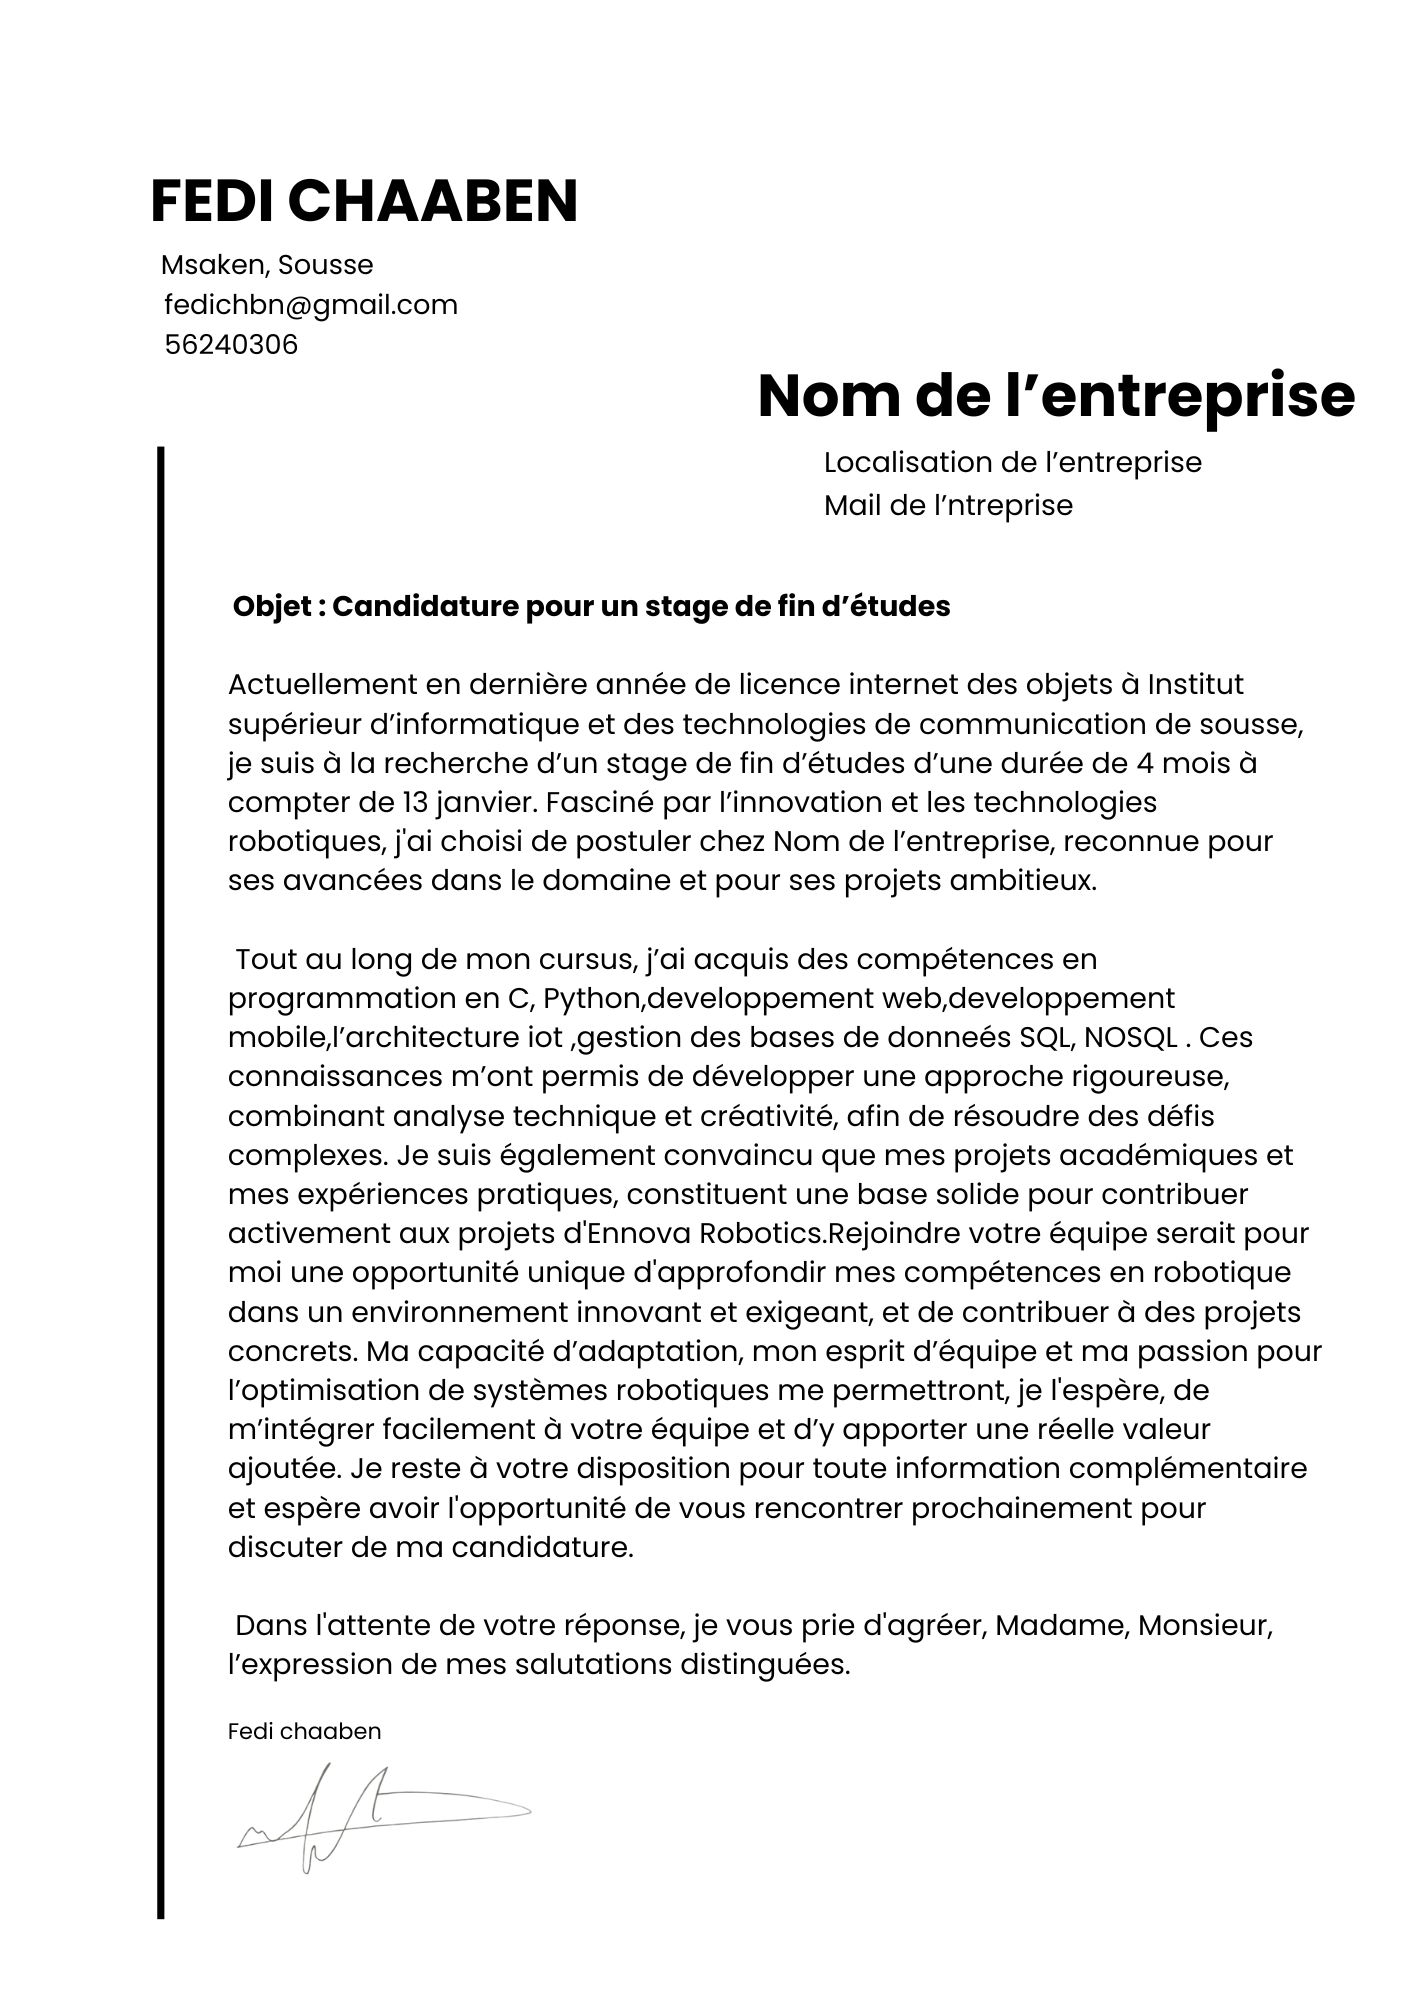 FEDI CHAABEN
Msaken, Sousse
fedichbn@gmail.com
56240306
Nom de l’entreprise
Localisation de l’entreprise
Mail de l’ntreprise
Objet : Candidature pour un stage de fin d’études
Actuellement en dernière année de licence internet des objets à Institut
supérieur d’informatique et des technologies de communication de sousse,
je suis à la recherche d’un stage de fin d’études d’une durée de 4 mois à
compter de 13 janvier. Fasciné par l’innovation et les technologies
robotiques, j'ai choisi de postuler chez Nom de l’entreprise, reconnue pour
ses avancées dans le domaine et pour ses projets ambitieux.
Tout au long de mon cursus, j’ai acquis des compétences en
programmation en C, Python,developpement web,developpement
mobile,l’architecture iot ,gestion des bases de donneés SQL, NOSQL . Ces
connaissances m’ont permis de développer une approche rigoureuse,
combinant analyse technique et créativité, afin de résoudre des défis
complexes. Je suis également convaincu que mes projets académiques et
mes expériences pratiques, constituent une base solide pour contribuer
activement aux projets d'Ennova Robotics.Rejoindre votre équipe serait pour
moi une opportunité unique d'approfondir mes compétences en robotique
dans un environnement innovant et exigeant, et de contribuer à des projets
concrets. Ma capacité d’adaptation, mon esprit d’équipe et ma passion pour
l’optimisation de systèmes robotiques me permettront, je l'espère, de
m’intégrer facilement à votre équipe et d’y apporter une réelle valeur
ajoutée. Je reste à votre disposition pour toute information complémentaire
et espère avoir l'opportunité de vous rencontrer prochainement pour
discuter de ma candidature.
Dans l'attente de votre réponse, je vous prie d'agréer, Madame, Monsieur,
l’expression de mes salutations distinguées.
Fedi chaaben